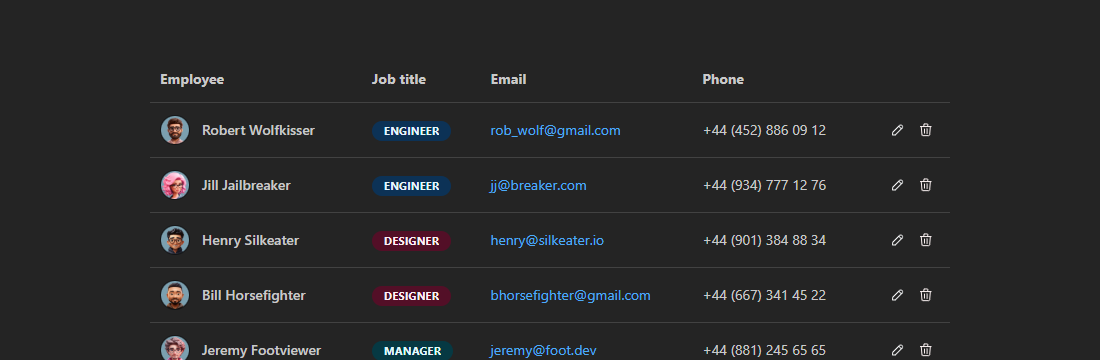 Employee Job title Email Phone
Robert Wolfkisser ENGINEER rob_wolf@gmail.com +44 (452) 886 09 12
Jill Jailbreaker ENGINEER jj@breaker.com +44 (934) 777 12 76
Henry Silkeater DESIGNER henry@silkeater.io +44 (901) 384 88 34
Bill Horsefighter DESIGNER bhorsefighter@gmail.com +44 (667) 341 45 22
Jeremy Footviewer MANAGER jeremy@foot.dev +44 (881) 245 65 65